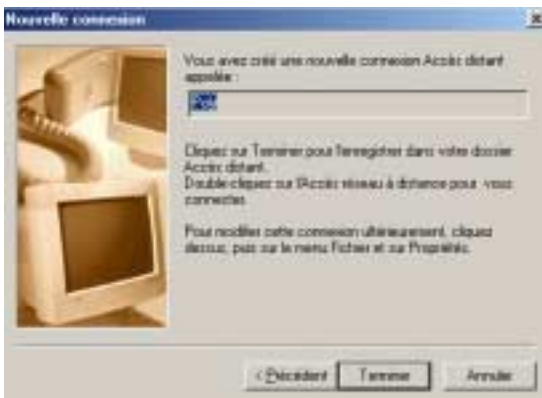 Nouvelle connexion
Vous avez créé une nouvelle connexion Accès distant
appelée :
Cliquez sur Terminer pour l'enregistrer dans votre dossier
Accès distant.
Double-cliquez sur l'Accès réseau à distance pour vous
connecter.
Pour modifier cette connexion ultérieurement, cliquez
dessus, puis sur le menu Fichier et sur Propriétés.
< Précédent
Terminer
Annuler